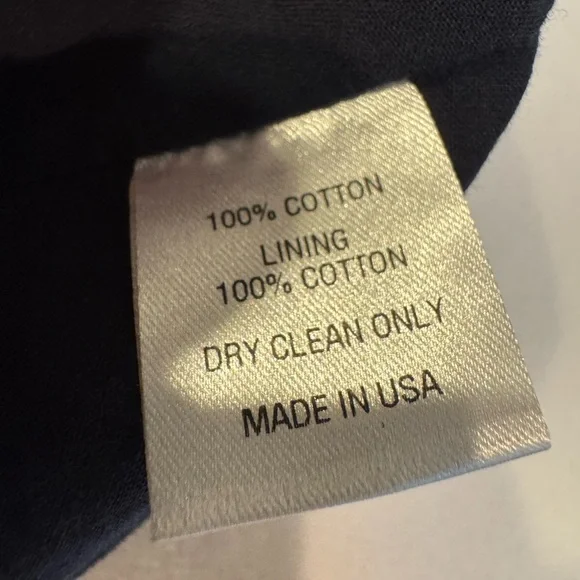 100% COTTON
LINING
100% COTTON
DRY CLEAN ONLY
MADE IN USA